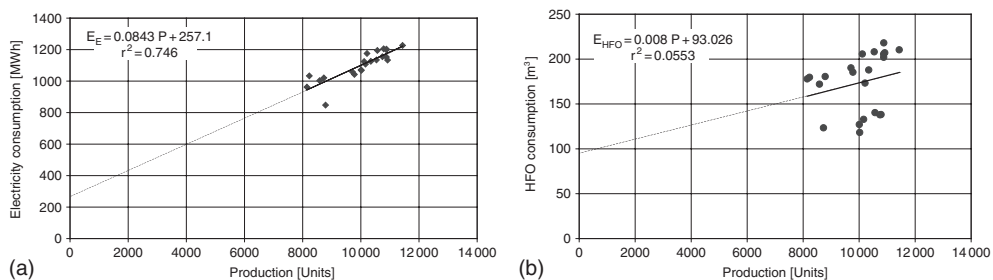 1400
1200
1000
800
600
400
200
0
0 2000 4000 6000 8000 10 000 12 000 14 000
Electricity consumption [MWh]
Production [Units]
E_E = 0.0843 P + 257.1
r² = 0.746
(a)
250
200
150
100
50
0
0 2000 4000 6000 8000 10 000 12 000 14 000
HFO consumption [m³]
Production [Units]
E_HFO = 0.008 P + 93.026
r² = 0.0553
(b)